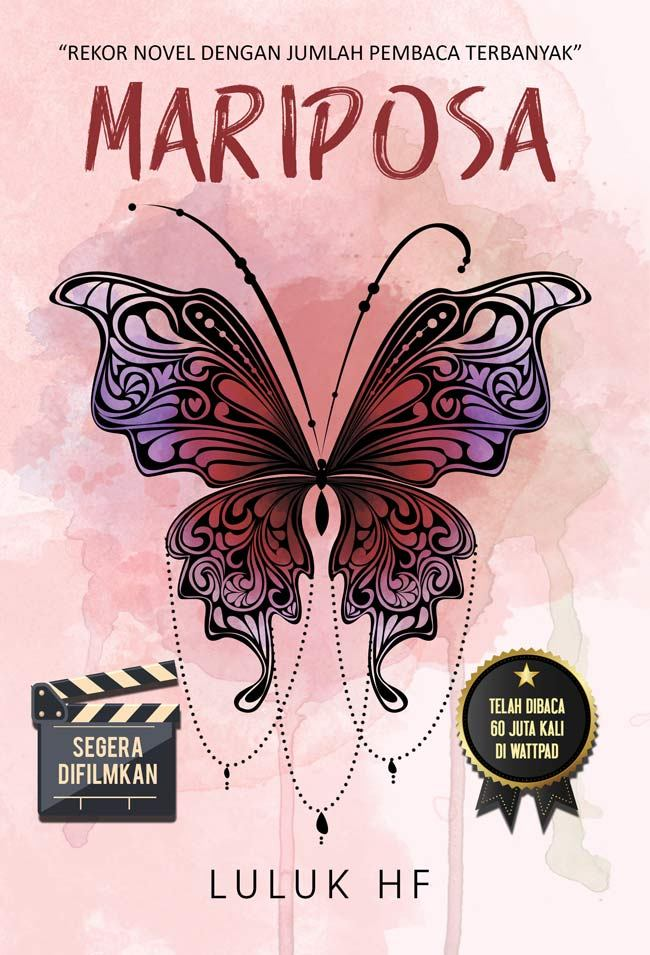 “REKOR NOVEL DENGAN JUMLAH PEMBACA TERBANYAK”
MARIPOSA
SEGERA
DIFILMKAN
TELAH DIBACA
60 JUTA KALI
DI WATTPAD
LULUK HF